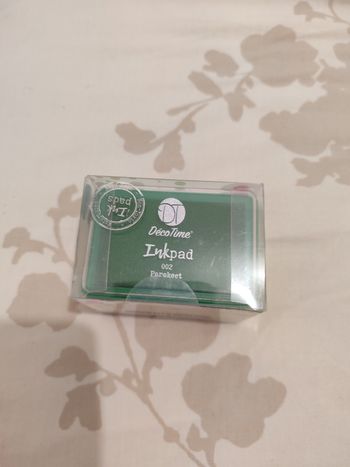 Ink
pads
DT
DécoTime®
Inkpad
002
Parakeet